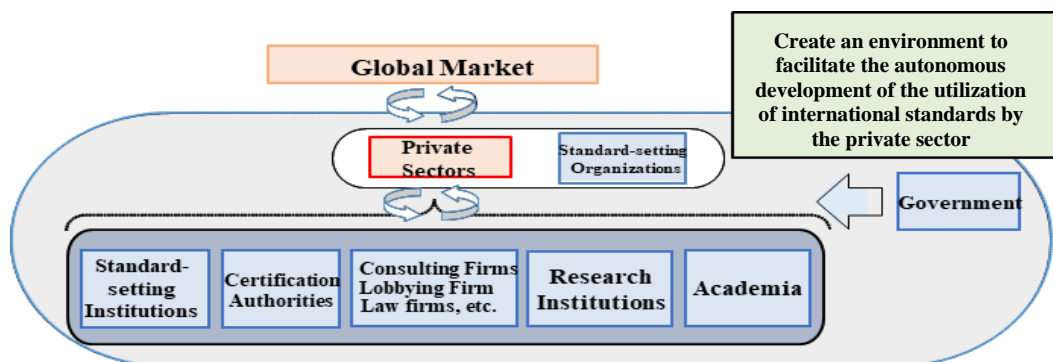 Global Market
Create an environment to
facilitate the autonomous
development of the utilization
of international standards by
the private sector
Private
Sectors
Standard-setting
Organizations
Government
Standard-
setting
Institutions
Certification
Authorities
Consulting Firms
Lobbying Firm
Law firms, etc.
Research
Institutions
Academia